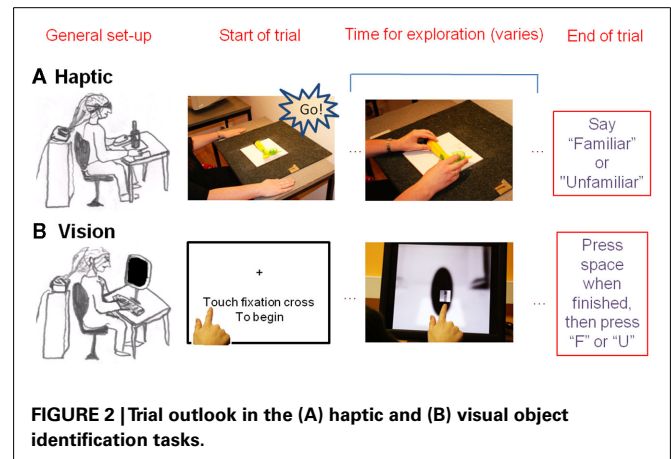 General set-up
Start of trial
Time for exploration (varies)
End of trial
A Haptic
Go!
...
...
Say
“Familiar”
or
"Unfamiliar”
B Vision
+
Touch fixation cross
To begin
...
...
Press
space
when
finished,
then press
“F” or “U”
FIGURE 2 | Trial outlook in the (A) haptic and (B) visual object
identification tasks.